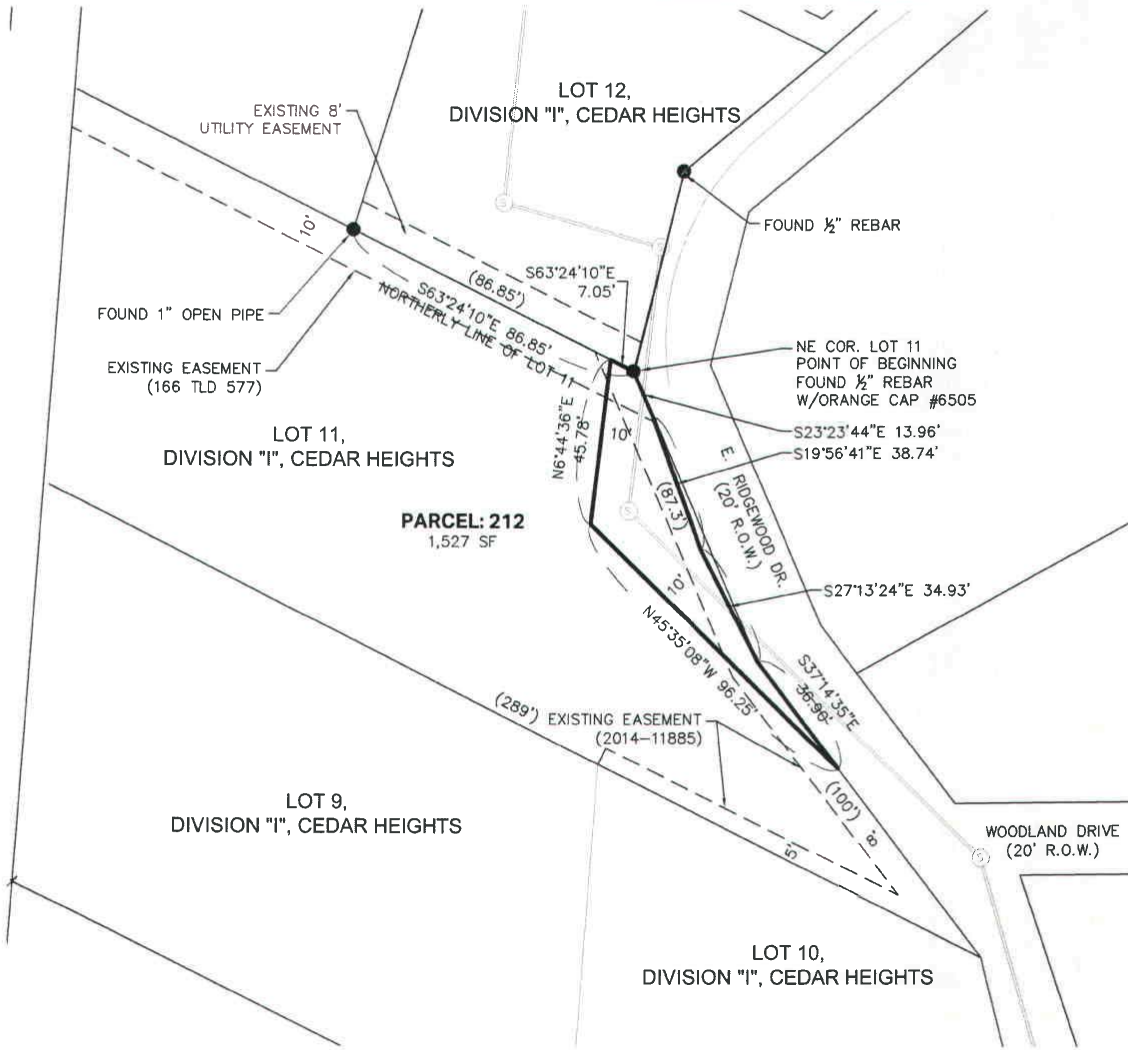 LOT 12,
DIVISION "I", CEDAR HEIGHTS
EXISTING 8'
UTILITY EASEMENT
10'
FOUND ½" REBAR
(86.85')
S63°24'10"E
7.05'
S63°24'10"E 86.85'
NORTHERLY LINE OF LOT 11
FOUND 1" OPEN PIPE
EXISTING EASEMENT
(166 TLD 577)
NE COR. LOT 11
POINT OF BEGINNING
FOUND ½" REBAR
W/ORANGE CAP #6505
S23°23'44"E 13.96'
S19°56'41"E 38.74'
LOT 11,
DIVISION "I", CEDAR HEIGHTS
N6°44'36"E
45.78'
10'
(87.3')
E. RIDGEWOOD DR.
(20' R.O.W.)
PARCEL: 212
1,527 SF
10'
S27°13'24"E 34.93'
N45°35'08"W 96.25'
S37°14'35"E
36.96'
(289') EXISTING EASEMENT
(2014-11885)
(100')
8'
5'
LOT 9,
DIVISION "I", CEDAR HEIGHTS
WOODLAND DRIVE
(20' R.O.W.)
LOT 10,
DIVISION "I", CEDAR HEIGHTS
S
S
S
S